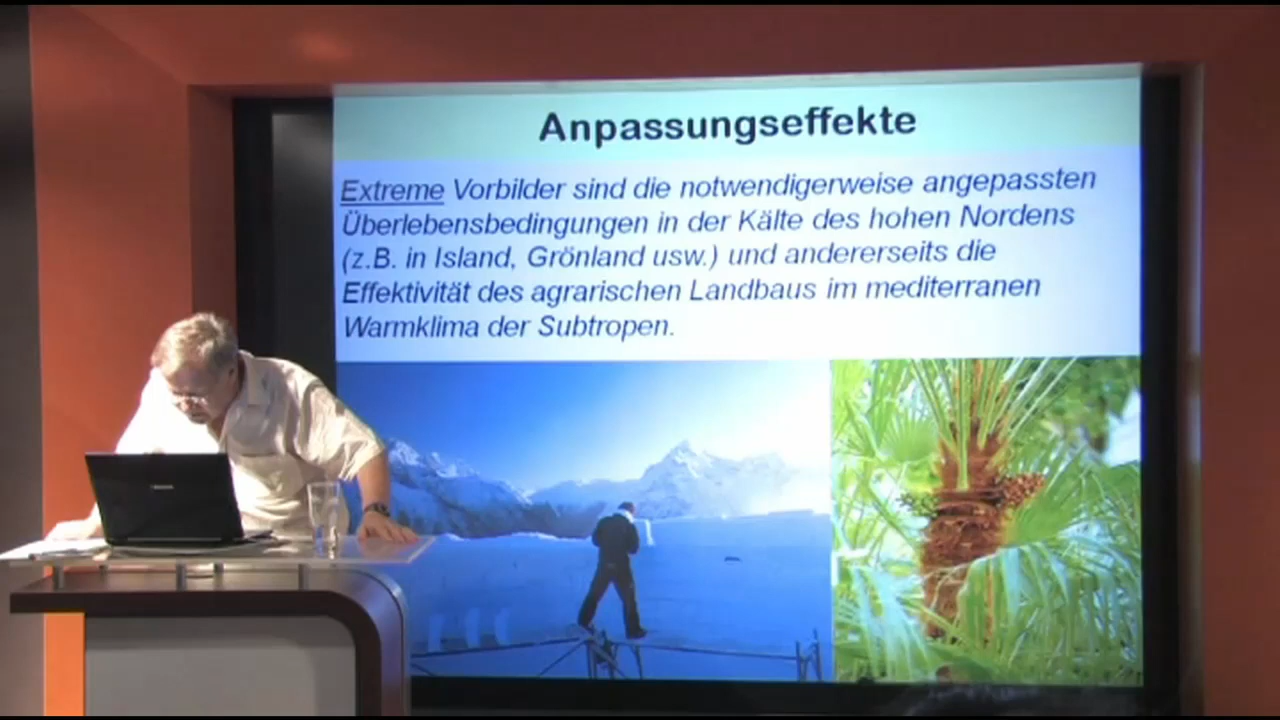 Anpassungseffekte
Extreme Vorbilder sind die notwendigerweise angepassten
Überlebensbedingungen in der Kälte des hohen Nordens
(z.B. in Island, Grönland usw.) und andererseits die
Effektivität des agrarischen Landbaus im mediterranen
Warmklima der Subtropen.